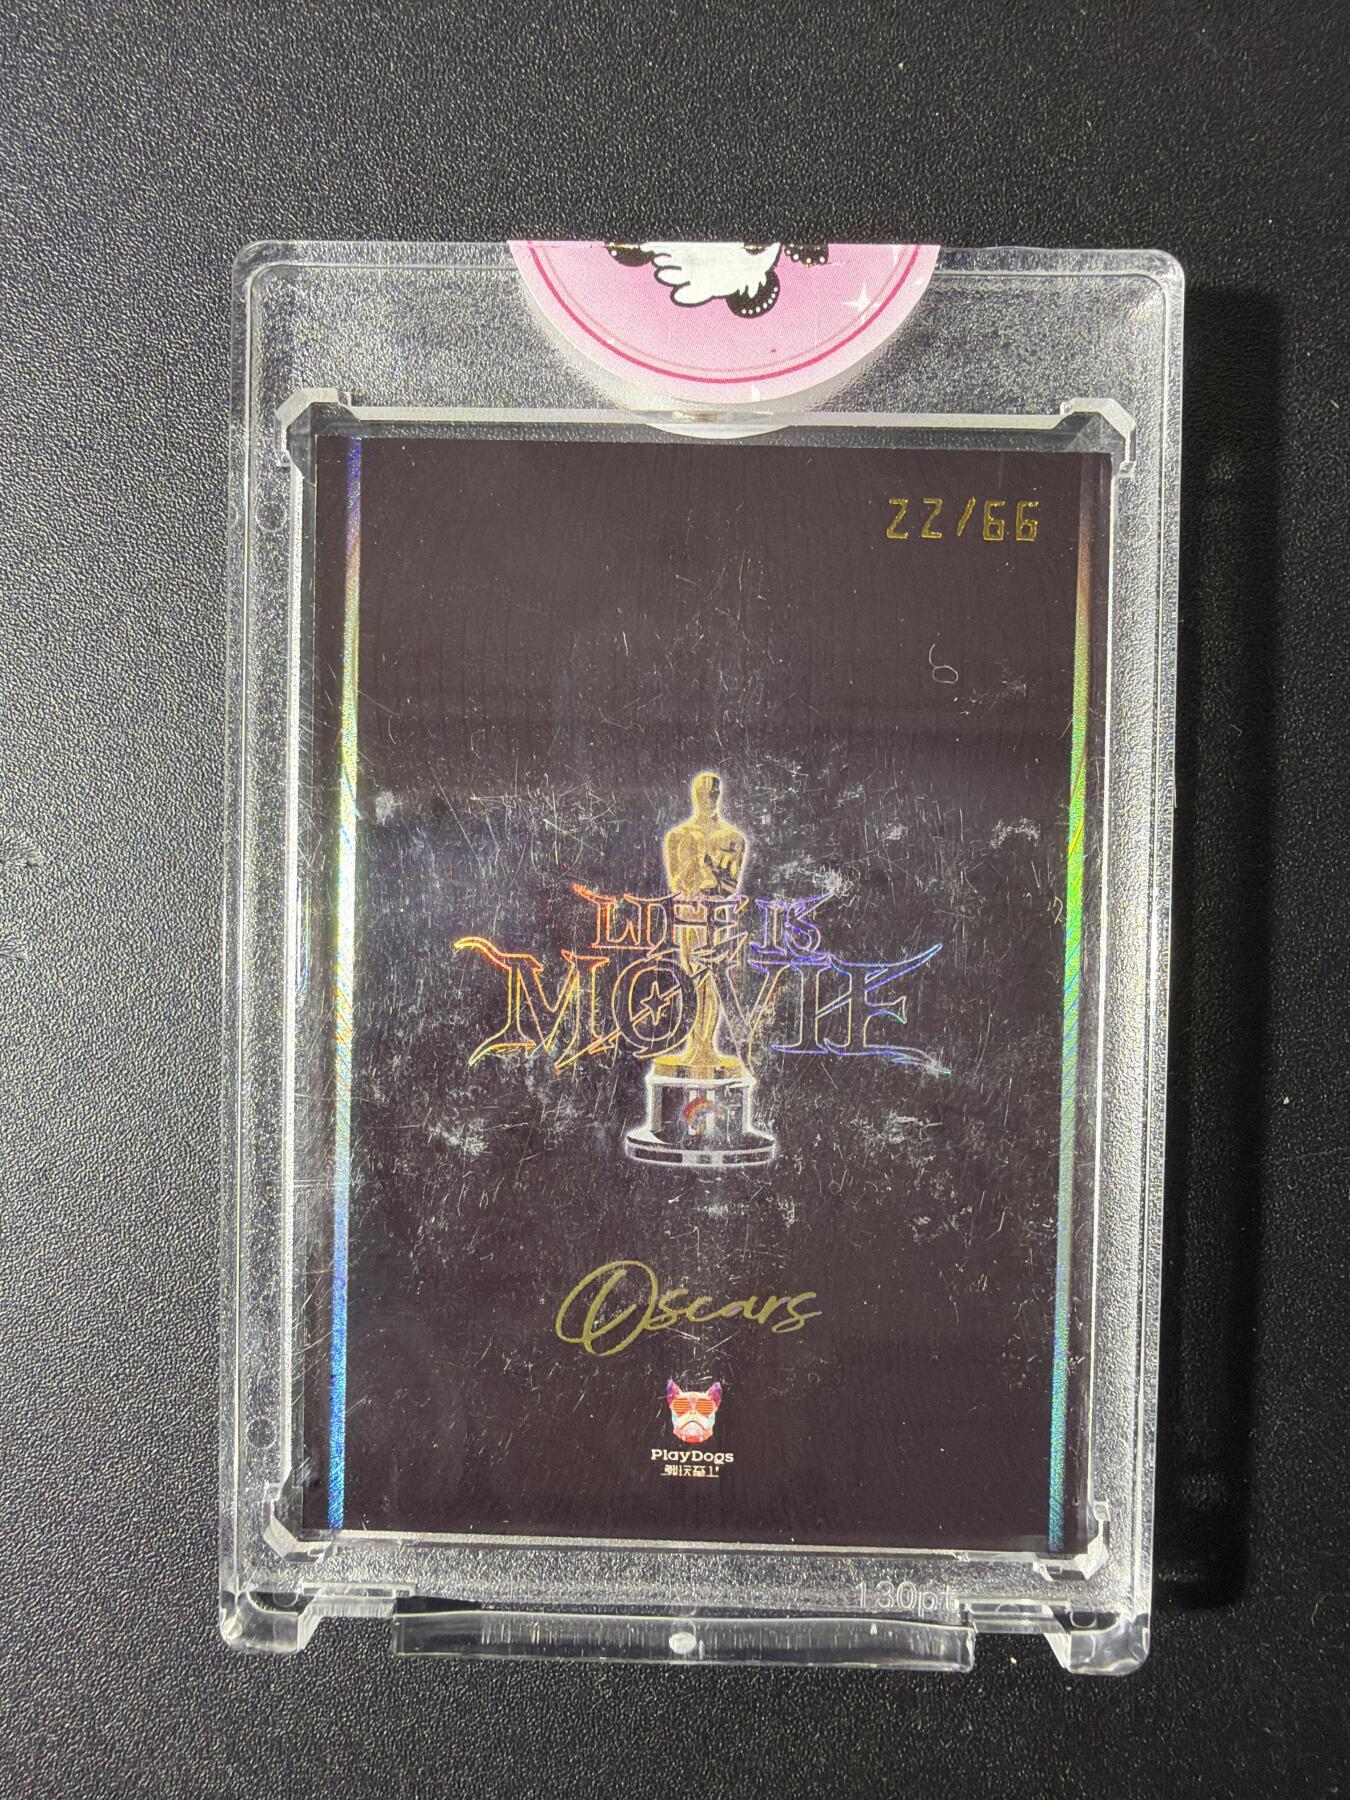 22/66
LIFE IS
MOVIE
Oscars
PlayDogs
130pt